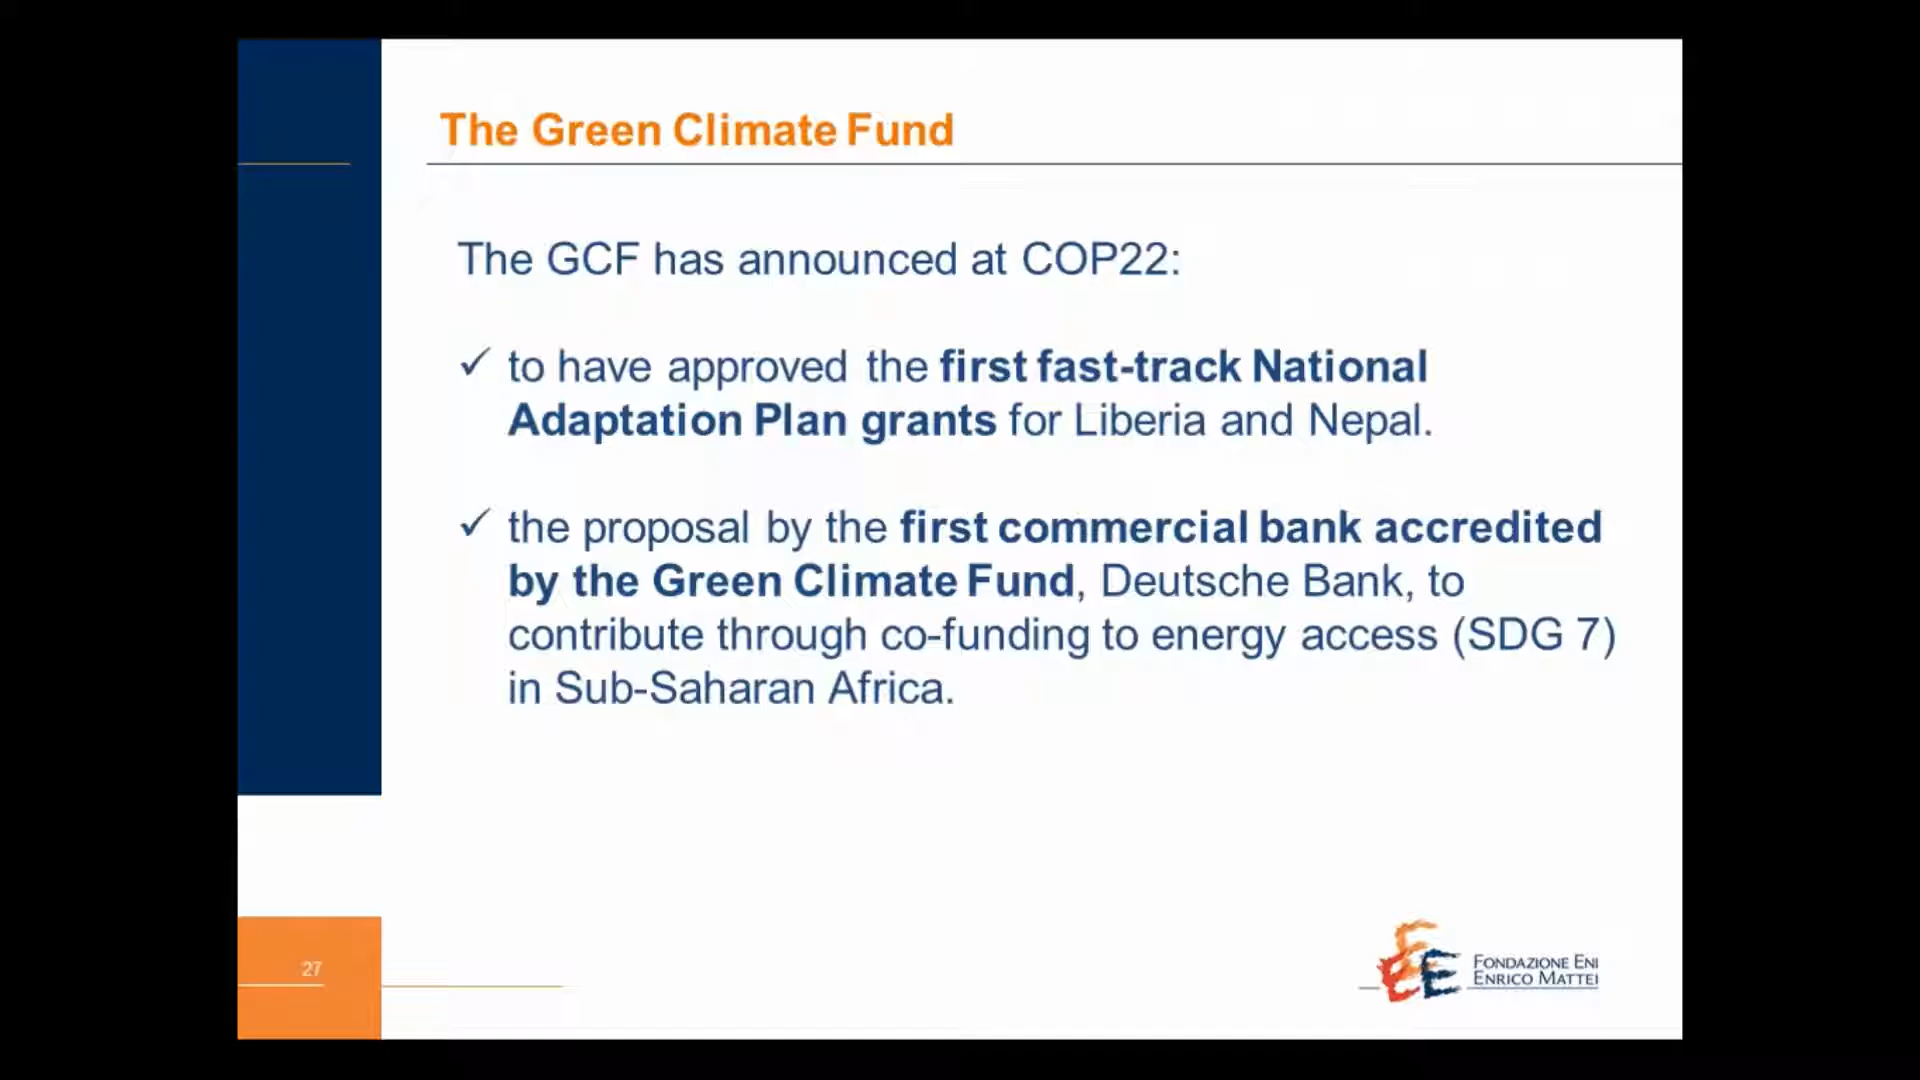 The Green Climate Fund
The GCF has announced at COP22:
✓ to have approved the first fast-track National
Adaptation Plan grants for Liberia and Nepal.
✓ the proposal by the first commercial bank accredited
by the Green Climate Fund, Deutsche Bank, to
contribute through co-funding to energy access (SDG 7)
in Sub-Saharan Africa.
27
FONDAZIONE ENI
ENRICO MATTEI